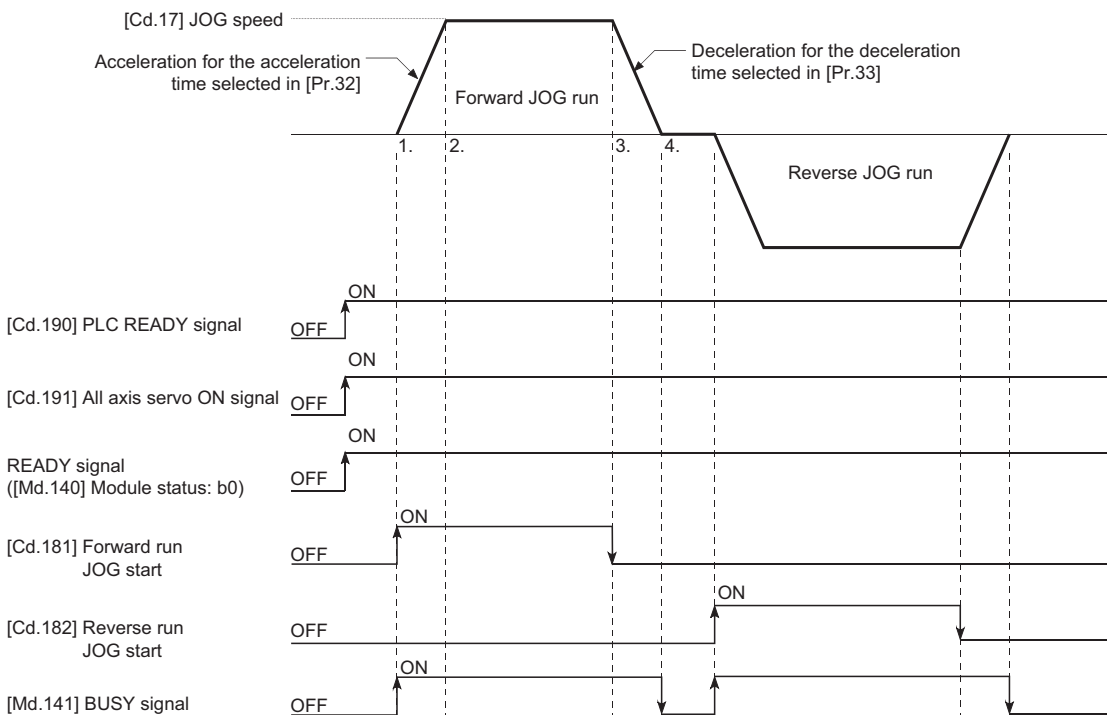 [Cd.17] JOG speed
Acceleration for the acceleration
time selected in [Pr.32]
Deceleration for the deceleration
time selected in [Pr.33]
Forward JOG run
1.
2.
3.
4.
Reverse JOG run
ON
[Cd.190] PLC READY signal
OFF
ON
[Cd.191] All axis servo ON signal
OFF
ON
READY signal
([Md.140] Module status: b0)
OFF
ON
[Cd.181] Forward run
JOG start
OFF
ON
[Cd.182] Reverse run
JOG start
OFF
ON
[Md.141] BUSY signal
OFF